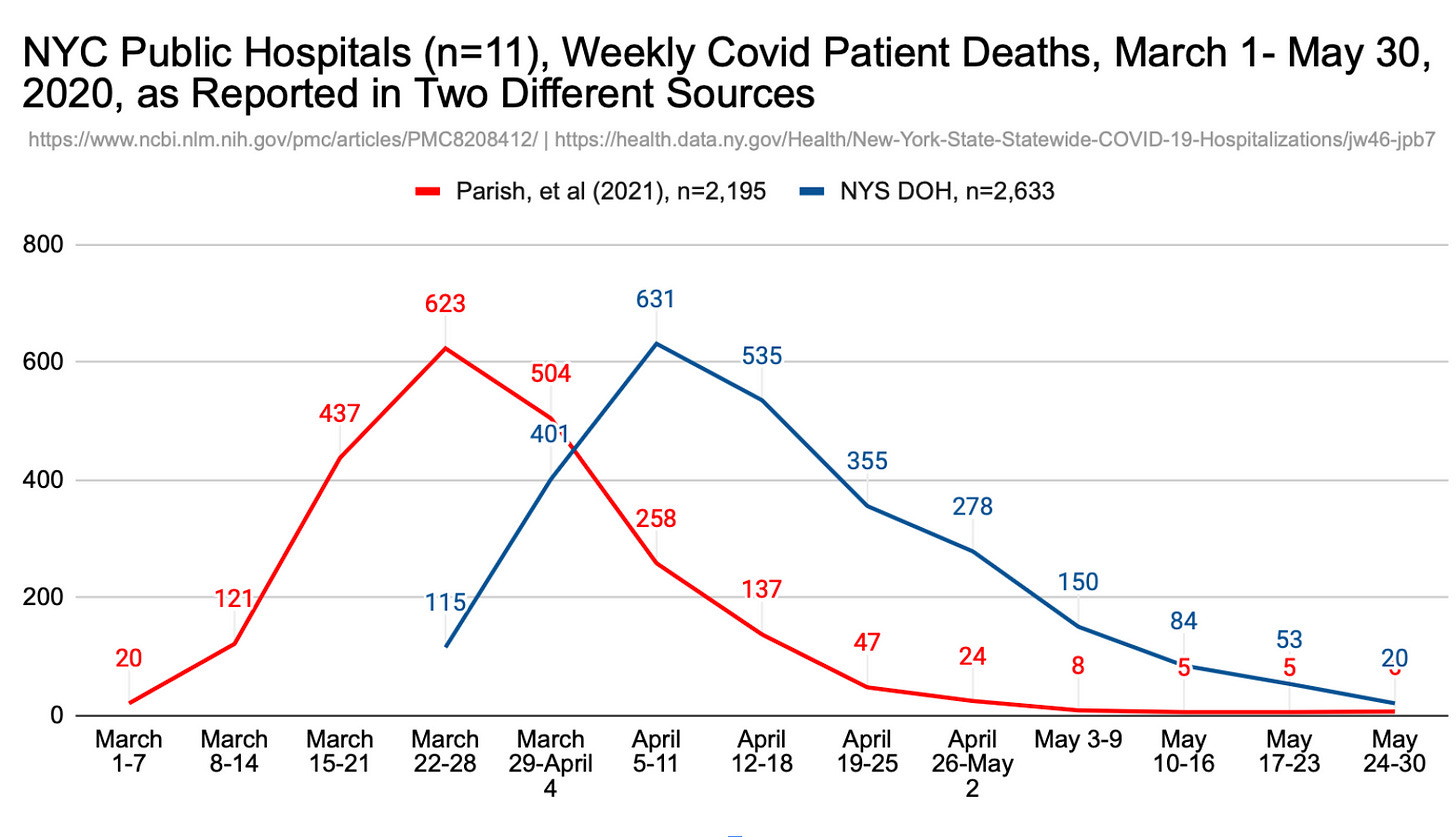 NYC Public Hospitals (n=11), Weekly Covid Patient Deaths, March 1- May 30,
2020, as Reported in Two Different Sources
https://www.ncbi.nlm.nih.gov/pmc/articles/PMC8208412/ | https://health.data.ny.gov/Health/New-York-State-Statewide-COVID-19-Hospitalizations/jw46-jpb7
Parish, et al (2021), n=2,195 NYS DOH, n=2,633
800
600
400
200
0
20
121
437
623
504
258
137
47
24
8
5
5
115
401
631
535
355
278
150
84
53
20
March
1-7
March
8-14
March
15-21
March
22-28
March
29-April
4
April
5-11
April
12-18
April
19-25
April
26-May
2
May 3-9
May
10-16
May
17-23
May
24-30